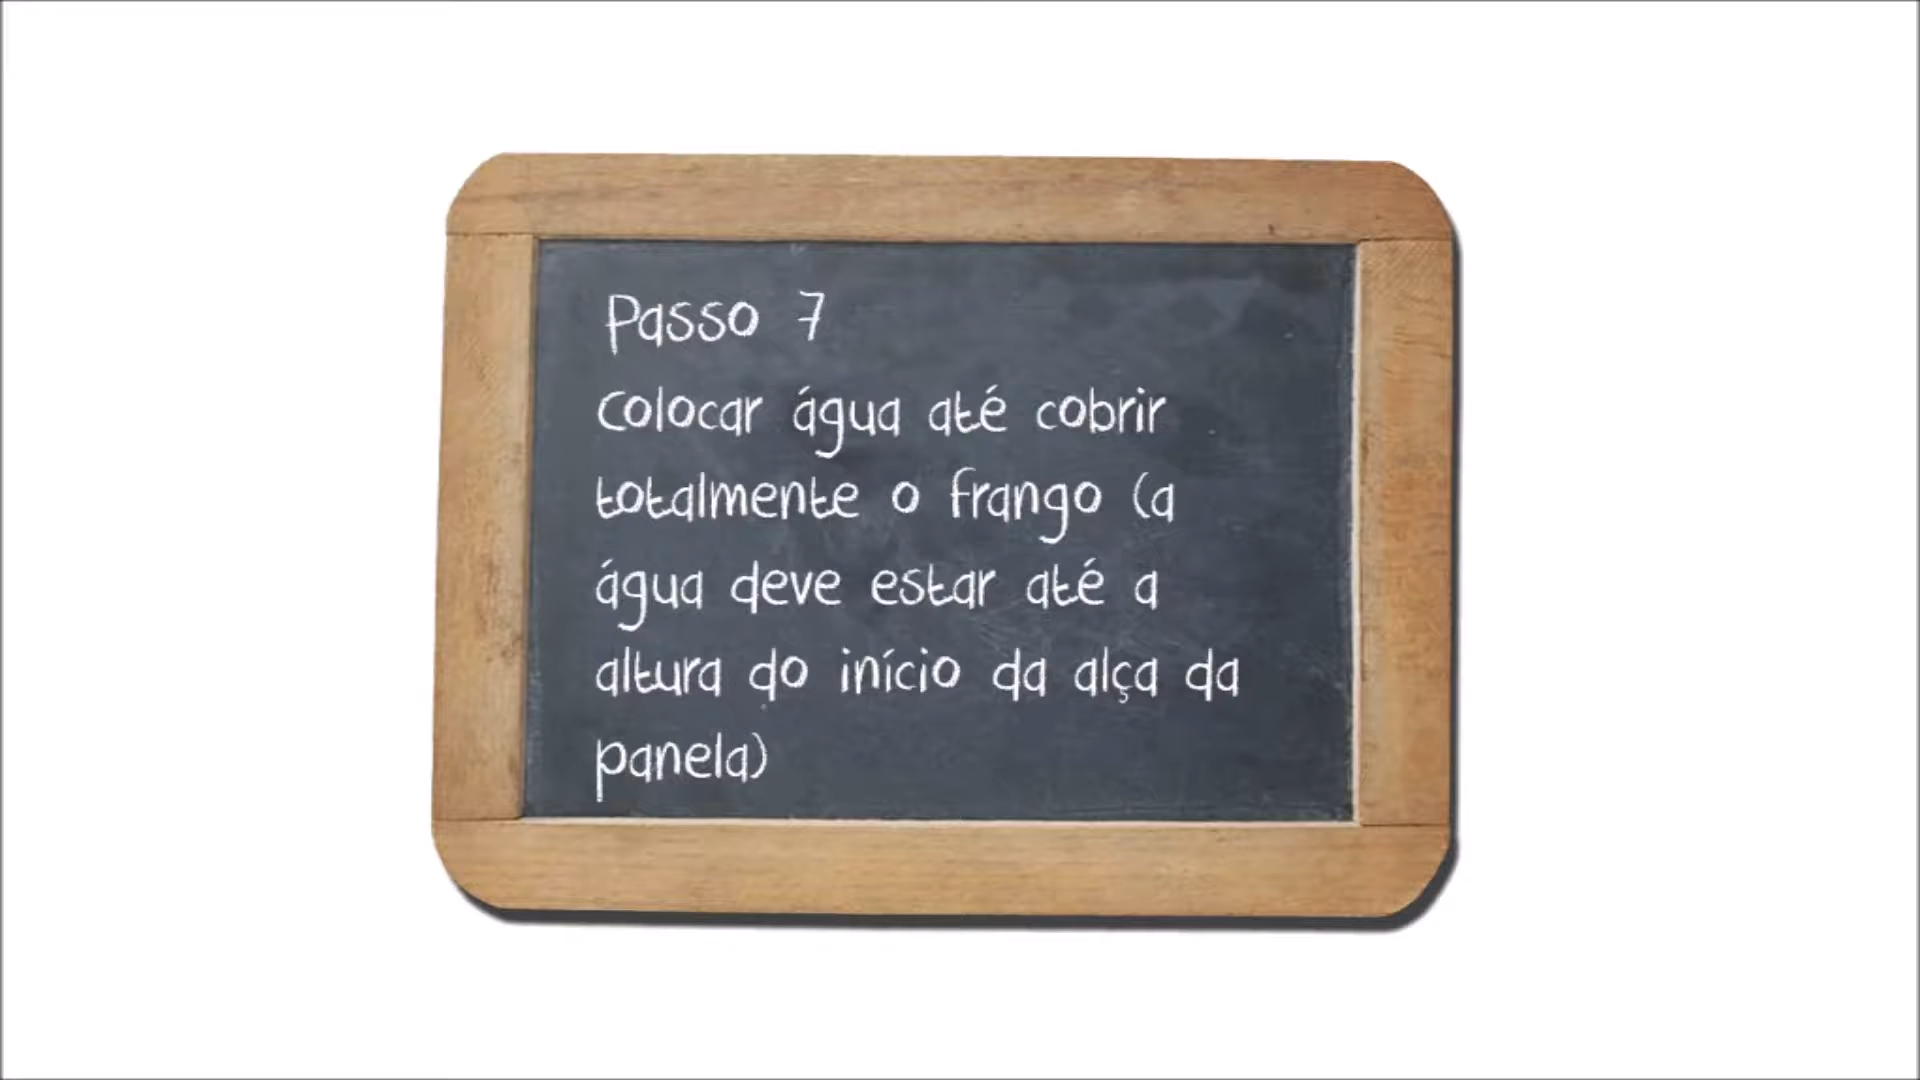 Passo 7
Colocar água até cobrir
totalmente o frango (a
água deve estar até a
altura do início da alça da
panela)